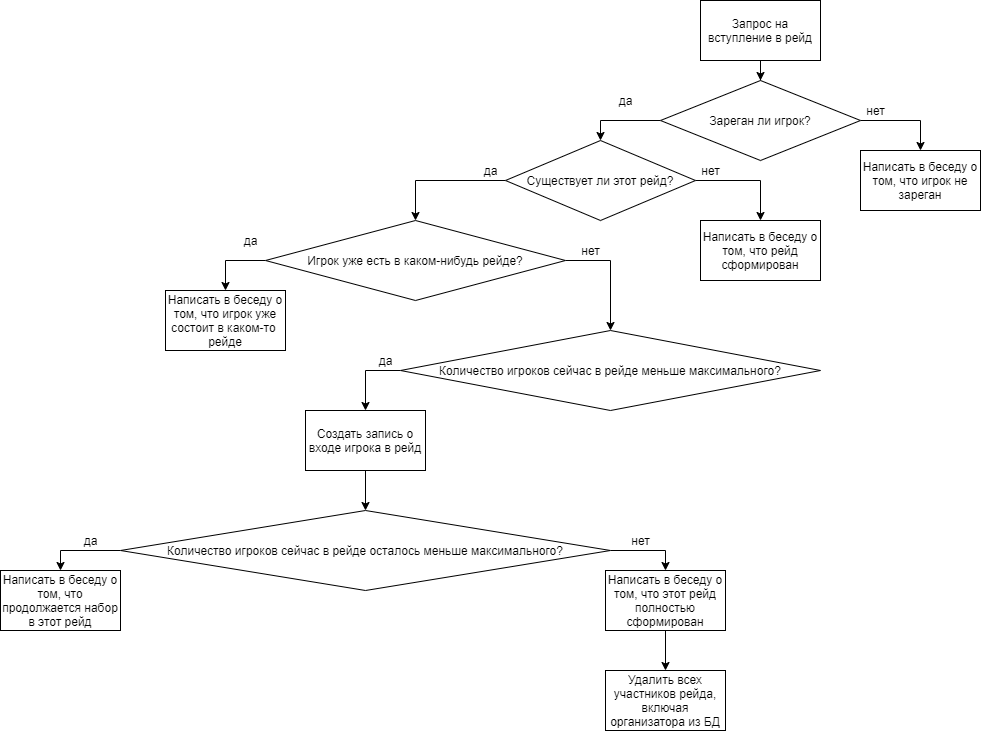 Запрос на
вступление в рейд
да
Зареган ли игрок?
нет
Написать в беседу о
том, что игрок не
зареган
да
Существует ли этот рейд?
нет
Написать в беседу о
том, что рейд
сформирован
да
Игрок уже есть в каком-нибудь рейде?
нет
Написать в беседу о
том, что игрок уже
состоит в каком-то
рейде
да
Количество игроков сейчас в рейде меньше максимального?
Создать запись о
входе игрока в рейд
да
Количество игроков сейчас в рейде осталось меньше максимального?
нет
Написать в беседу о
том, что
продолжается набор
в этот рейд
Написать в беседу о
том, что этот рейд
полностью
сформирован
Удалить всех
участников рейда,
включая
организатора из БД